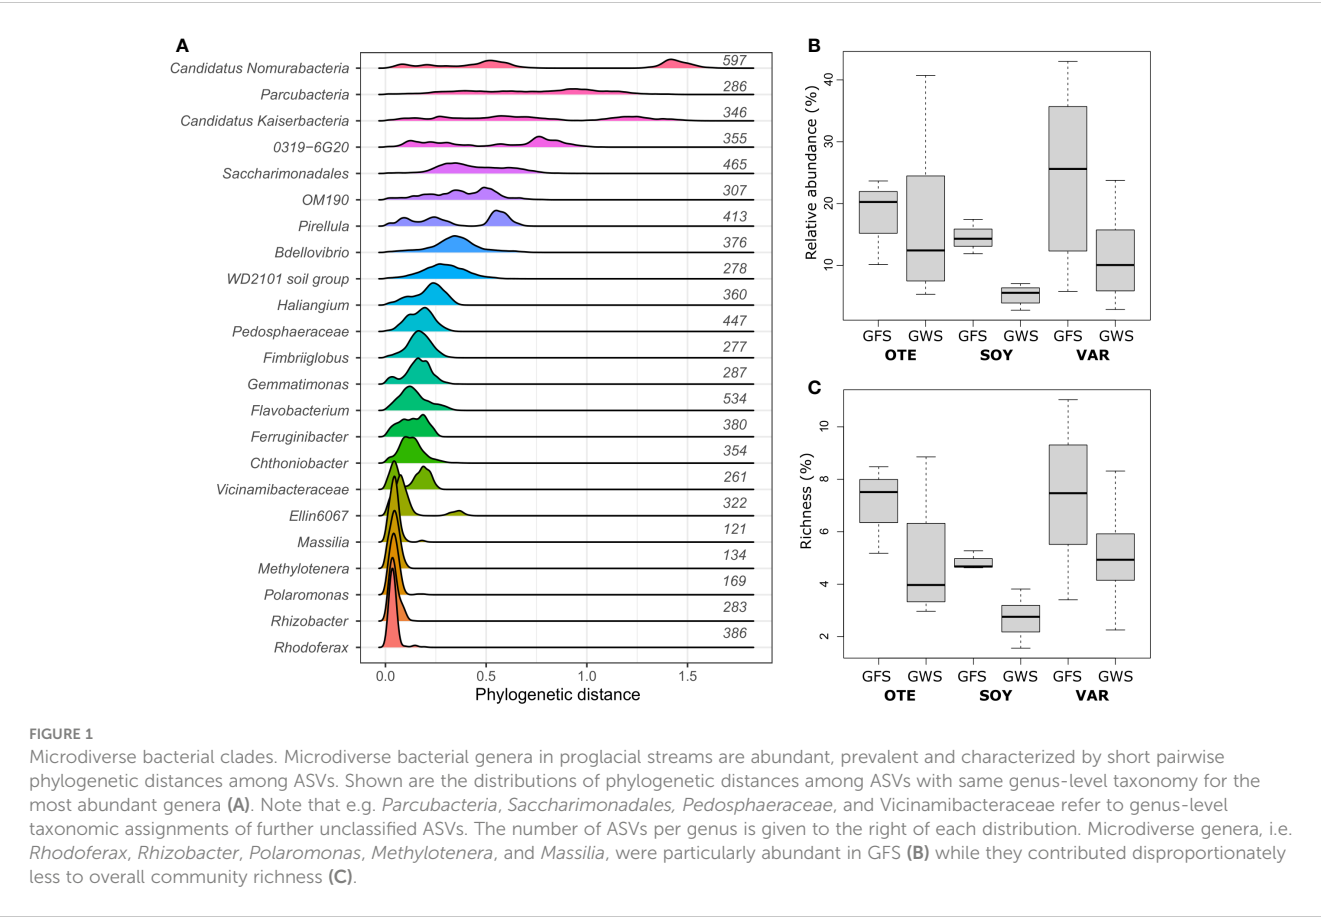 A
Candidatus Nomurabacteria 597
Parcubacteria 286
Candidatus Kaiserbacteria 346
0319−6G20 355
Saccharimonadales 465
OM190 307
Pirellula 413
Bdellovibrio 376
WD2101 soil group 278
Haliangium 360
Pedosphaeraceae 447
Fimbriiglobus 277
Gemmatimonas 287
Flavobacterium 534
Ferruginibacter 380
Chthoniobacter 354
Vicinamibacteraceae 261
Ellin6067 322
Massilia 121
Methylotenera 134
Polaromonas 169
Rhizobacter 283
Rhodoferax 386
0.0 0.5 1.0 1.5
Phylogenetic distance
B
Relative abundance (%)
40
30
20
10
GFS GWS GFS GWS GFS GWS
OTE SOY VAR
C
Richness (%)
10
8
6
4
2
GFS GWS GFS GWS GFS GWS
OTE SOY VAR
FIGURE 1
Microdiverse bacterial clades. Microdiverse bacterial genera in proglacial streams are abundant, prevalent and characterized by short pairwise
phylogenetic distances among ASVs. Shown are the distributions of phylogenetic distances among ASVs with same genus-level taxonomy for the
most abundant genera (A). Note that e.g. Parcubacteria, Saccharimonadales, Pedosphaeraceae, and Vicinamibacteraceae refer to genus-level
taxonomic assignments of further unclassified ASVs. The number of ASVs per genus is given to the right of each distribution. Microdiverse genera, i.e.
Rhodoferax, Rhizobacter, Polaromonas, Methylotenera, and Massilia, were particularly abundant in GFS (B) while they contributed disproportionately
less to overall community richness (C).